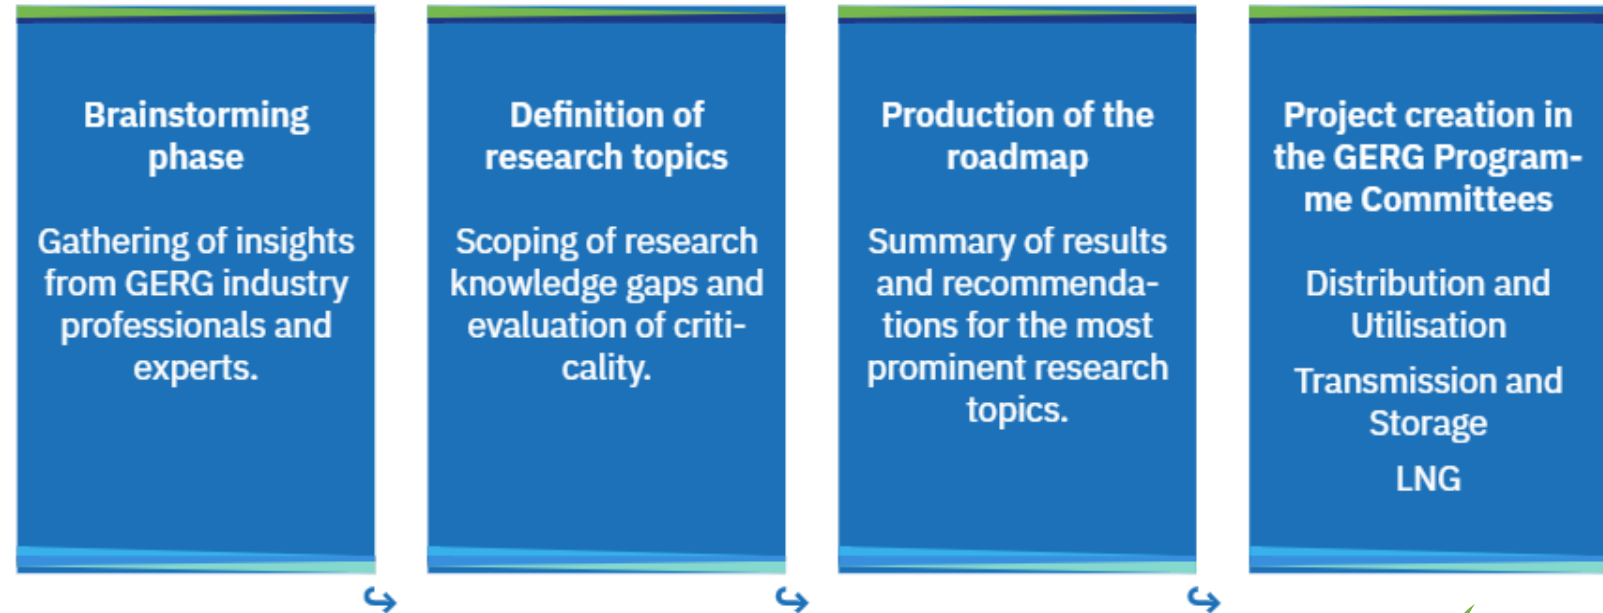 Brainstorming
phase
Gathering of insights
from GERG industry
professionals and
experts.
Definition of
research topics
Scoping of research
knowledge gaps and
evaluation of criti-
cality.
Production of the
roadmap
Summary of results
and recommenda-
tions for the most
prominent research
topics.
Project creation in
the GERG Program-
me Committees
Distribution and
Utilisation
Transmission and
Storage
LNG